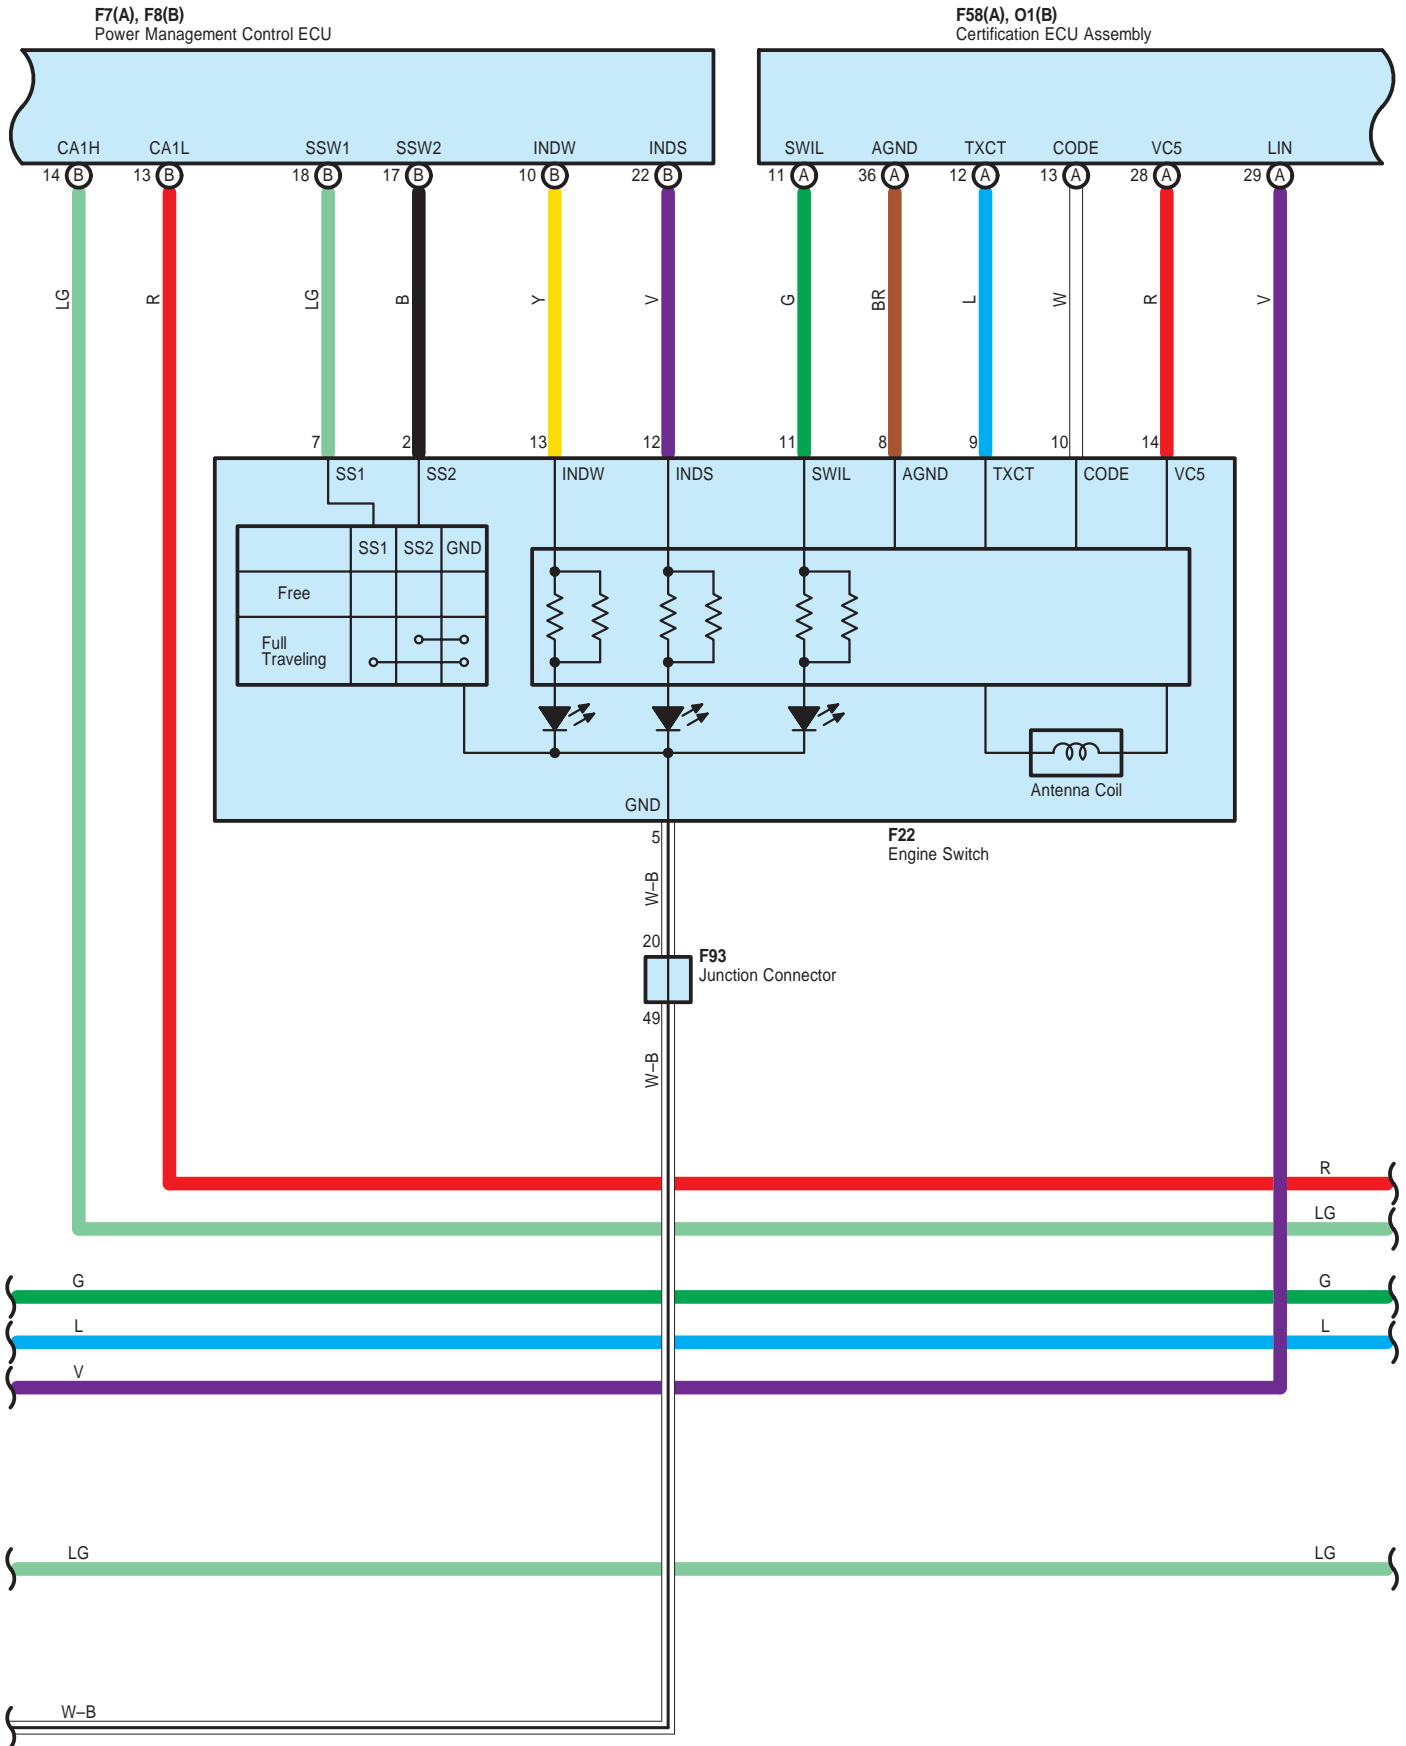 F7(A), F8(B)
Power Management Control ECU
F58(A), O1(B)
Certification ECU Assembly
CA1H CA1L SSW1 SSW2 INDW INDS SWIL AGND TXCT CODE VC5 LIN
14 B 13 B 18 B 17 B 10 B 22 B 11 A 36 A 12 A 13 A 28 A 29 A
LG R LG B Y V G BR L W R V
7 2 13 12 11 8 9 10 14
SS1 SS2 INDW INDS SWIL AGND TXCT CODE VC5
SS1 SS2 GND
Free
Full
Traveling
Antenna Coil
GND
5
F22
Engine Switch
W–B
20
F93
Junction Connector
49
W–B
R
LG
G G
L L
V
LG LG
W–B